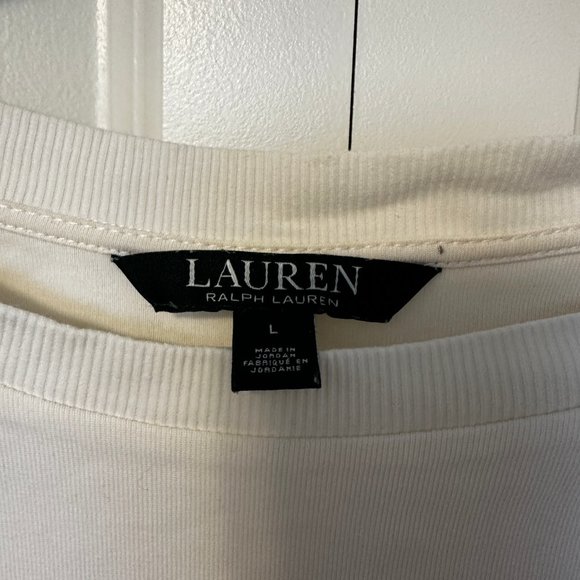 LAUREN
RALPH LAUREN
L
MADE IN
JORDAN
FABRIQUÉ EN
JORDANIE